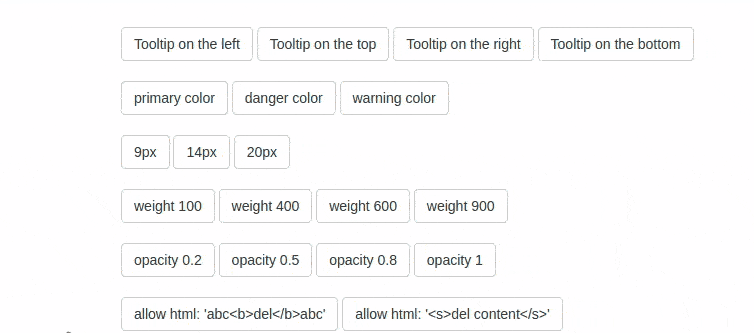 Tooltip on the left Tooltip on the top Tooltip on the right Tooltip on the bottom
primary color danger color warning color
9px 14px 20px
weight 100 weight 400 weight 600 weight 900
opacity 0.2 opacity 0.5 opacity 0.8 opacity 1
allow html: 'abc<b>del</b>abc' allow html: '<s>del content</s>'